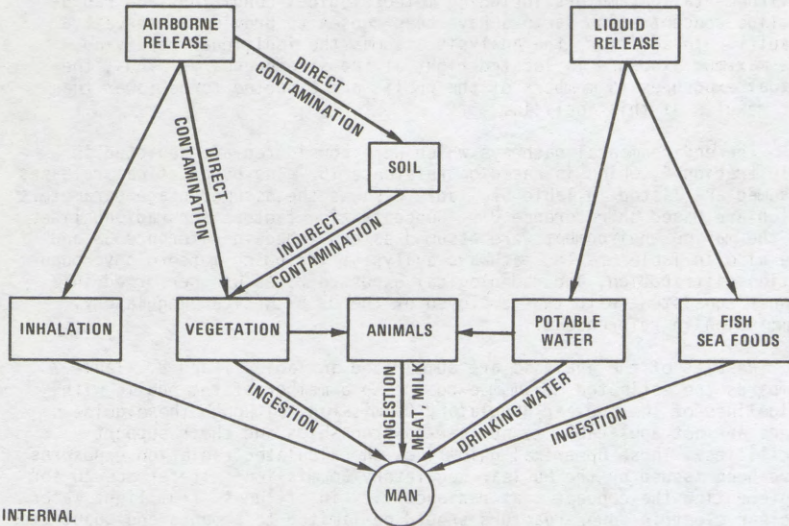 AIRBORNE
RELEASE
LIQUID
RELEASE
DIRECT
CONTAMINATION
DIRECT
CONTAMINATION
SOIL
INDIRECT
CONTAMINATION
INHALATION
VEGETATION
ANIMALS
POTABLE
WATER
FISH
SEA FOODS
INGESTION
INGESTION
MEAT, MILK
DRINKING WATER
INGESTION
MAN
INTERNAL